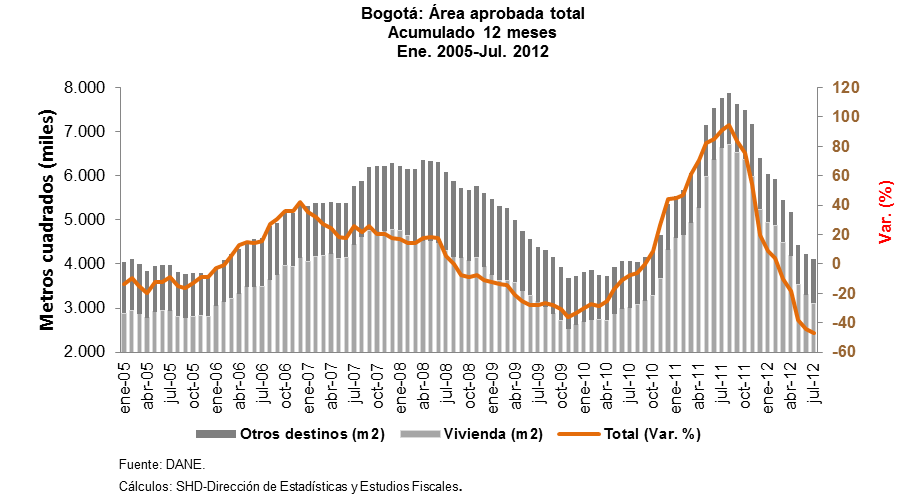 Bogotá: Área aprobada total
Acumulado 12 meses
Ene. 2005-Jul. 2012
Metros cuadrados (miles)
8.000
7.000
6.000
5.000
4.000
3.000
2.000
120
100
80
60
40
20
0
-20
-40
-60
Var. (%)
ene-05
abr-05
jul-05
oct-05
ene-06
abr-06
jul-06
oct-06
ene-07
abr-07
jul-07
oct-07
ene-08
abr-08
jul-08
oct-08
ene-09
abr-09
jul-09
oct-09
ene-10
abr-10
jul-10
oct-10
ene-11
abr-11
jul-11
oct-11
ene-12
abr-12
jul-12
Otros destinos (m2) Vivienda (m2) Total (Var. %)
Fuente: DANE.
Cálculos: SHD-Dirección de Estadísticas y Estudios Fiscales.